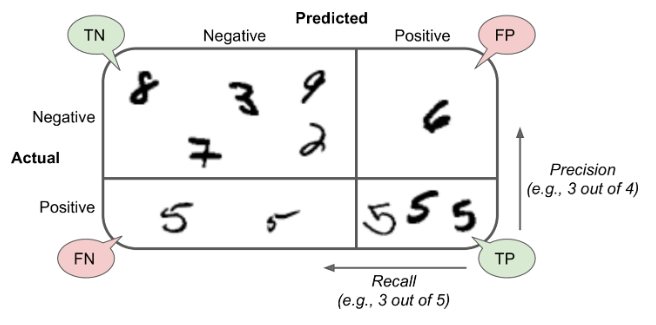 Predicted
TN
Negative
Positive
FP
8 3 9
6
Negative
7 2
Actual
Precision
(e.g., 3 out of 4)
Positive
5 5
5 5 5
FN
TP
Recall
(e.g., 3 out of 5)